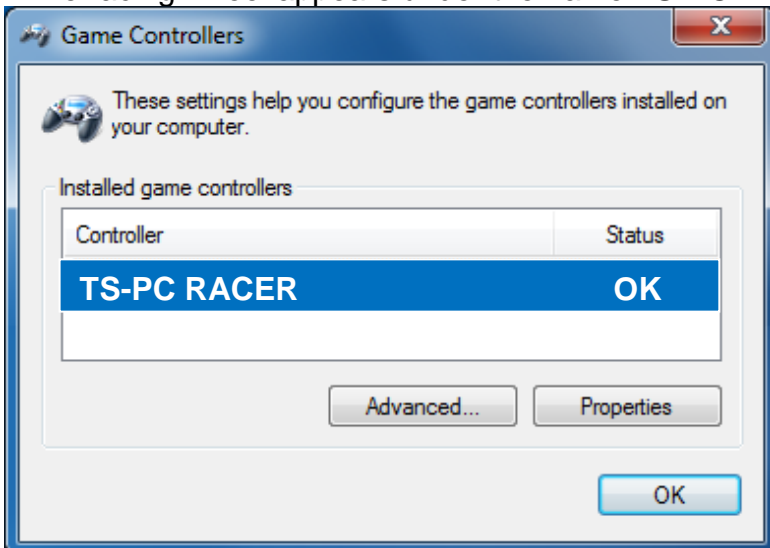 Game Controllers
These settings help you configure the game controllers installed on
your computer.
Installed game controllers
Controller Status
TS-PC RACER OK
Advanced... Properties
OK